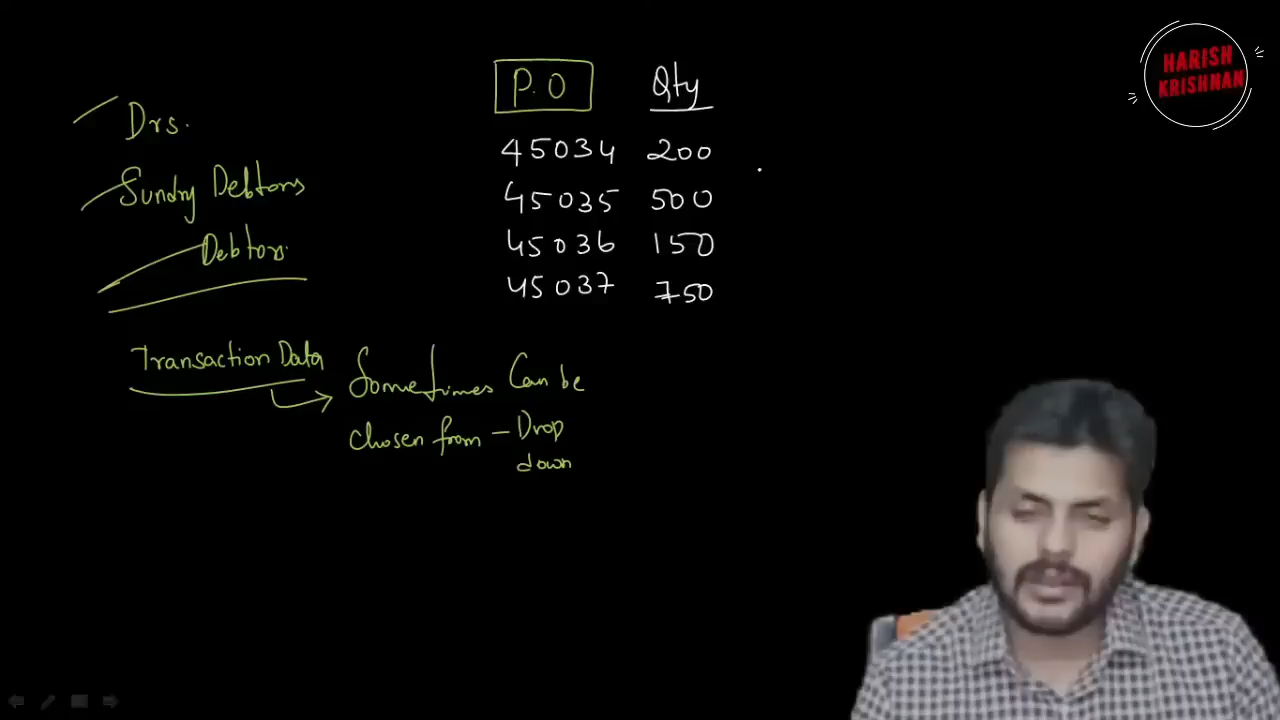 HARISH
KRISHNAN
Drs.
Sundry Debtors
Debtors.
P.O Qty
45034 200
45035 500
45036 150
45037 750
Transaction Data
Sometimes Can be
chosen from - Drop
down